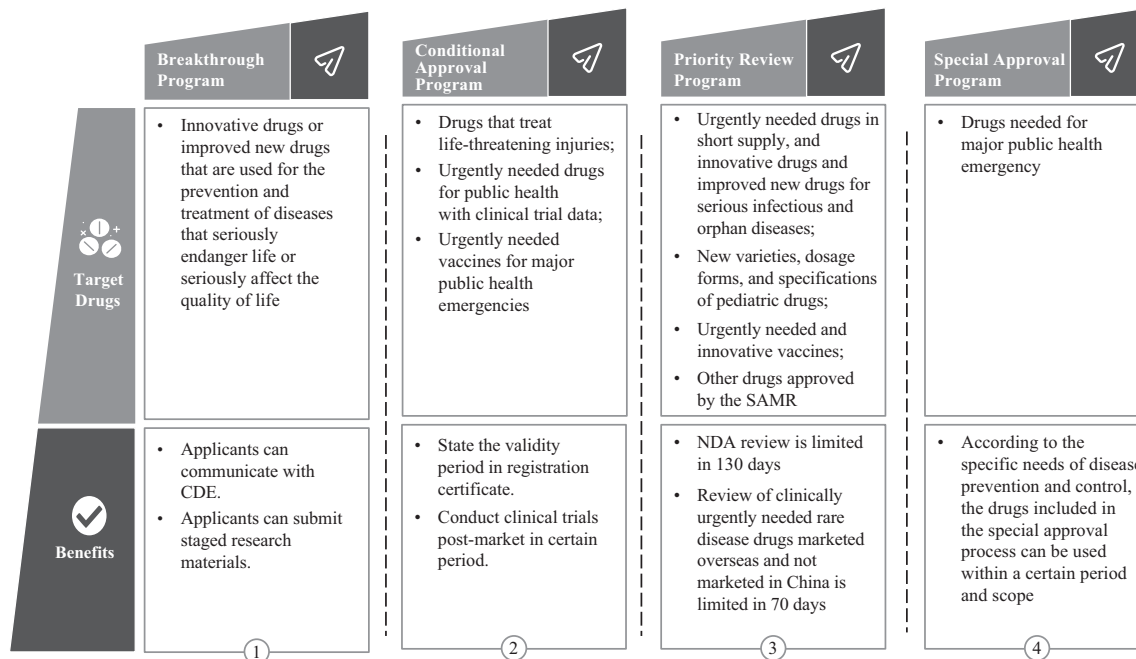 Breakthrough
Program
Conditional
Approval
Program
Priority Review
Program
Special Approval
Program
Target
Drugs
• Innovative drugs or
improved new drugs
that are used for the
prevention and
treatment of diseases
that seriously
endanger life or
seriously affect the
quality of life
• Drugs that treat
life-threatening injuries;
• Urgently needed drugs
for public health
with clinical trial data;
• Urgently needed
vaccines for major
public health
emergencies
• Urgently needed drugs in
short supply, and
innovative drugs and
improved new drugs for
serious infectious and
orphan diseases;
• New varieties, dosage
forms, and specifications
of pediatric drugs;
• Urgently needed and
innovative vaccines;
• Other drugs approved
by the SAMR
• Drugs needed for
major public health
emergency
Benefits
• Applicants can
communicate with
CDE.
• Applicants can submit
staged research
materials.
• State the validity
period in registration
certificate.
• Conduct clinical trials
post-market in certain
period.
• NDA review is limited
in 130 days
• Review of clinically
urgently needed rare
disease drugs marketed
overseas and not
marketed in China is
limited in 70 days
• According to the
specific needs of disease
prevention and control,
the drugs included in
the special approval
process can be used
within a certain period
and scope
1
2
3
4